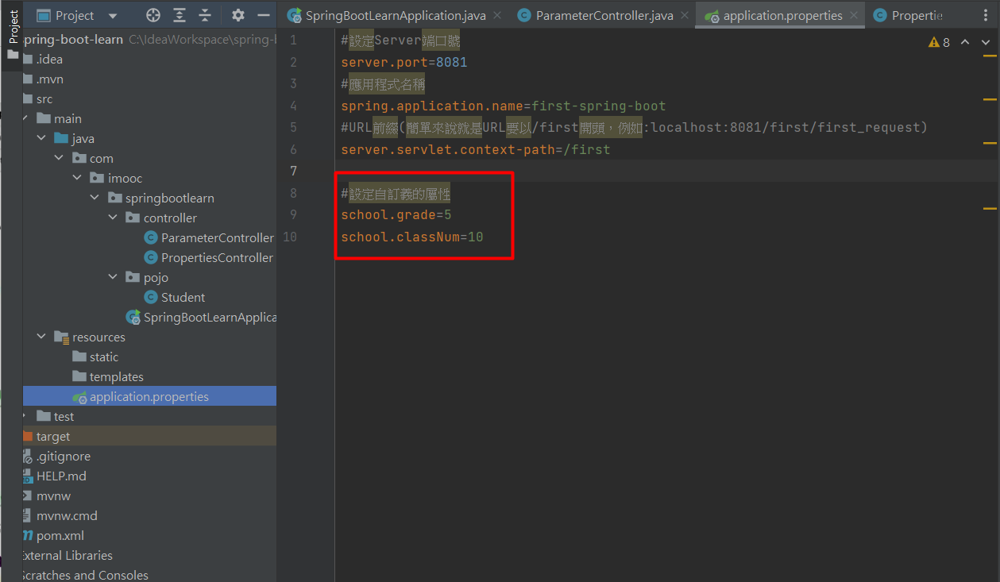 Project
Project
SpringBootLearnApplication.java
ParameterController.java
application.properties
Propertie
pring-boot-learn C:\IdeaWorkspace\spring-b
.idea
.mvn
src
main
java
com
imooc
springbootlearn
controller
ParameterController
PropertiesController
pojo
Student
SpringBootLearnApplica
resources
static
templates
application.properties
test
target
.gitignore
HELP.md
mvnw
mvnw.cmd
pom.xml
External Libraries
Scratches and Consoles
8
1 #設定Server端口號
2 server.port=8081
3 #應用程式名稱
4 spring.application.name=first-spring-boot
5 #URL前綴(簡單來說就是URL要以/first開頭，例如:localhost:8081/first/first_request)
6 server.servlet.context-path=/first
7
8 #設定自訂義的屬性
9 school.grade=5
10 school.classNum=10